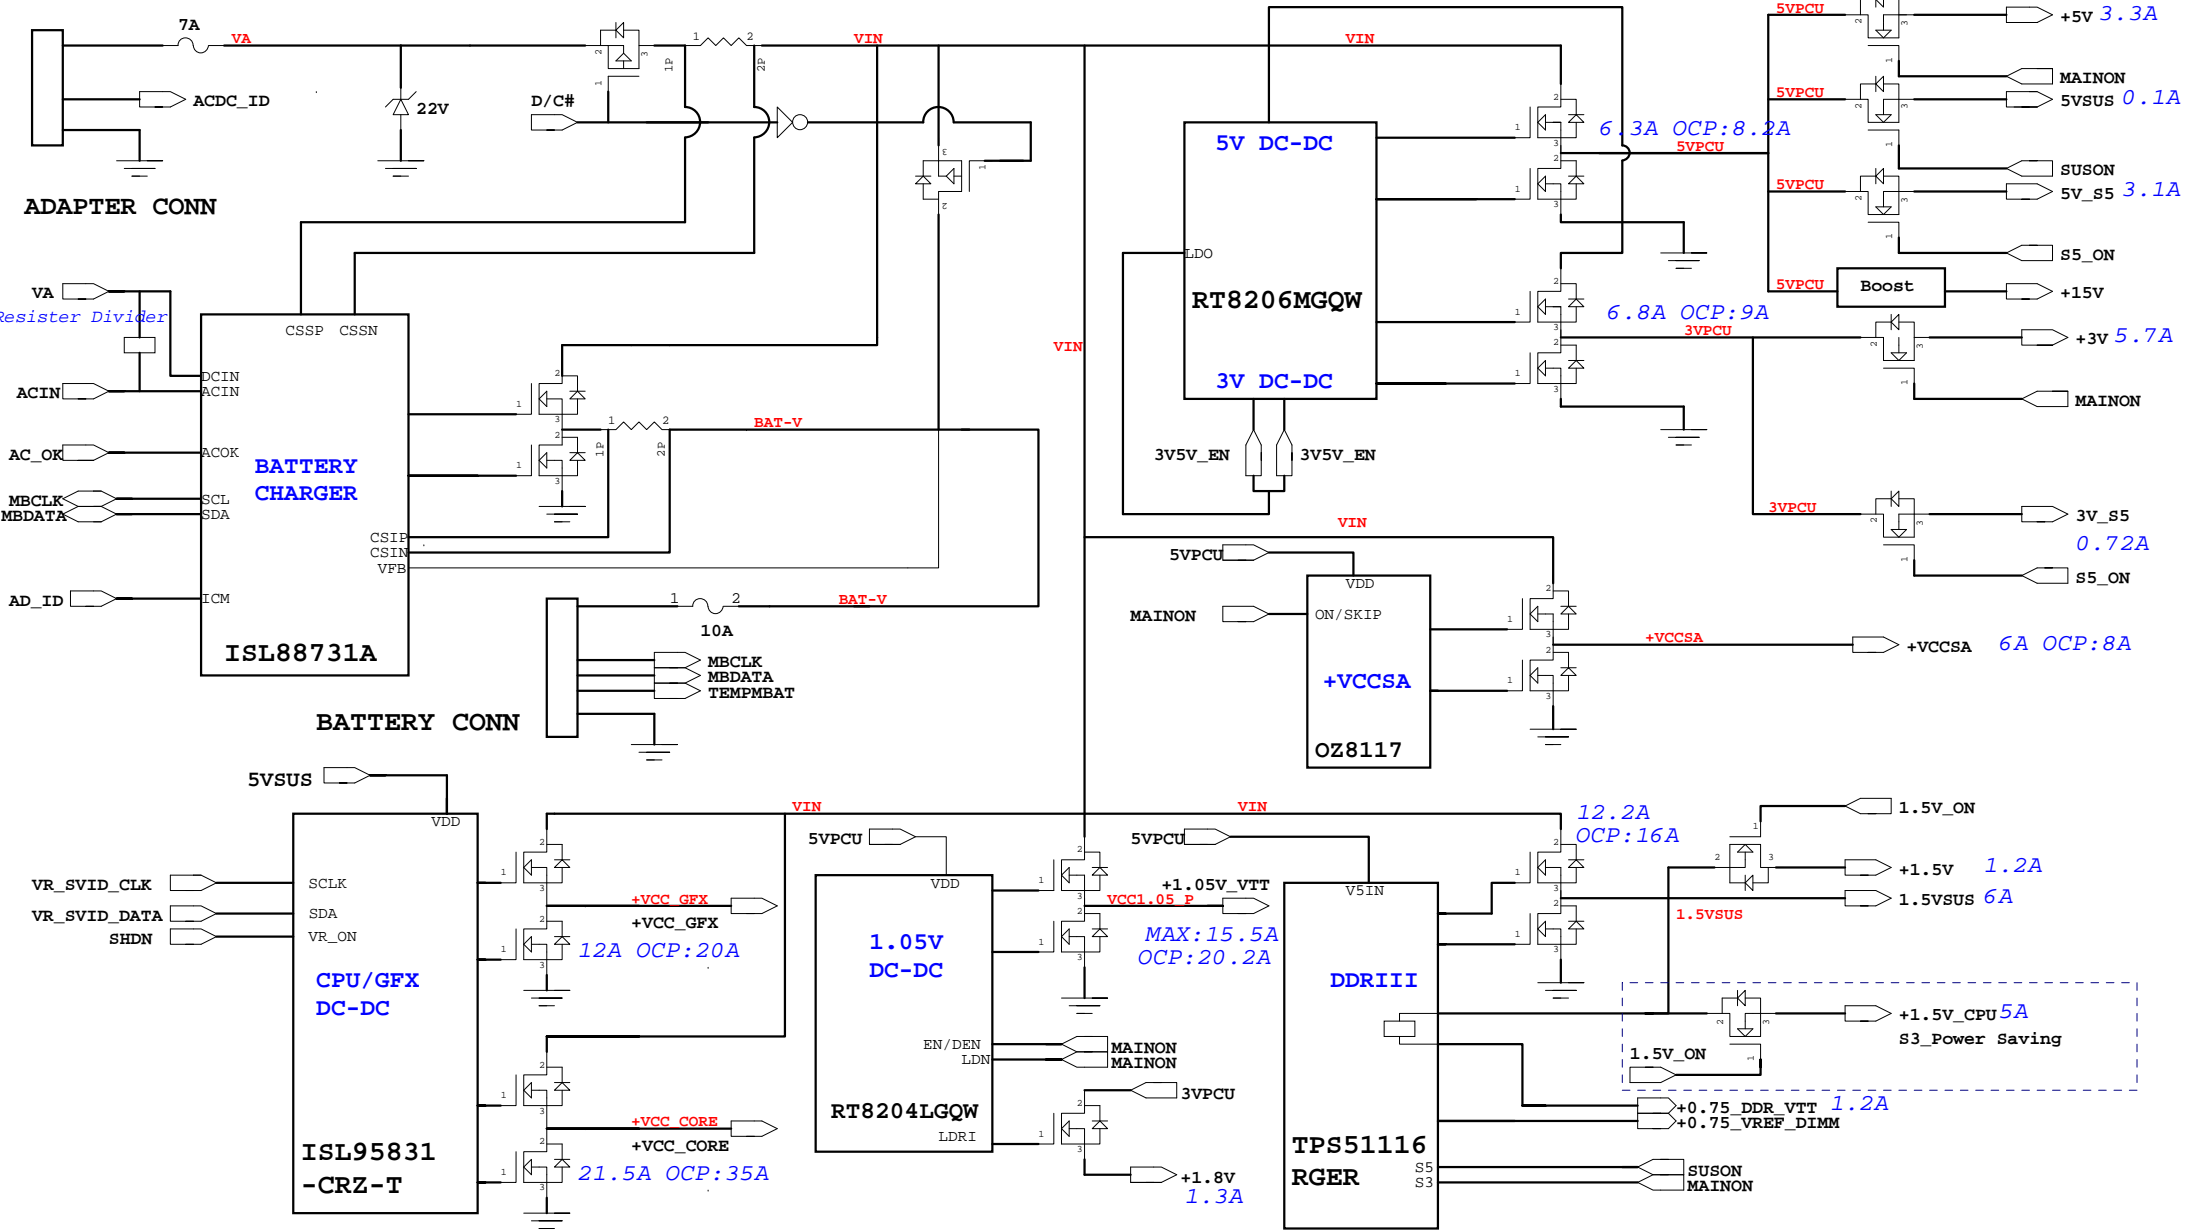 7A
VA
ACDC_ID
22V
D/C#
1
2
1P
2P
VIN
VIN
ADAPTER CONN
VA
Resister Divider
ACIN
AC_OK
MBCLK
MBDATA
AD_ID
CSSP CSSN
DCIN
ACIN
ACOK
SCL
SDA
ICM
BATTERY
CHARGER
CSIP
CSIN
VFB
ISL88731A
1
2
1P
2P
BAT-V
BAT-V
1
2
10A
MBCLK
MBDATA
TEMPMBAT
BATTERY CONN
VIN
5V DC-DC
LDO
RT8206MGQW
3V DC-DC
3V5V_EN
3V5V_EN
6.3A OCP:8.2A
5VPCU
6.8A OCP:9A
3VPCU
5VPCU
+5V 3.3A
MAINON
5VPCU
5VSUS 0.1A
SUSON
5VPCU
5V_S5 3.1A
S5_ON
5VPCU
Boost
+15V
+3V 5.7A
MAINON
3VPCU
3V_S5
0.72A
S5_ON
VIN
5VPCU
VDD
MAINON
ON/SKIP
+VCCSA
OZ8117
+VCCSA
+VCCSA
6A OCP:8A
5VSUS
VDD
VR_SVID_CLK
SCLK
VR_SVID_DATA
SDA
SHDN
VR_ON
CPU/GFX
DC-DC
ISL95831
-CRZ-T
VIN
VIN
+VCC_GFX
+VCC_GFX
12A OCP:20A
+VCC_CORE
+VCC_CORE
21.5A OCP:35A
5VPCU
VDD
1.05V
DC-DC
EN/DEN
LDN
MAINON
MAINON
RT8204LGQW
LDRI
3VPCU
+1.8V
1.3A
+1.05V_VTT
VCC1.05_P
MAX:15.5A
OCP:20.2A
5VPCU
V5IN
DDRIII
TPS51116
RGER
S5
S3
SUSON
MAINON
12.2A
OCP:16A
1.5V_ON
+1.5V 1.2A
1.5VSUS 6A
1.5VSUS
+1.5V_CPU 5A
S3_Power Saving
1.5V_ON
+0.75_DDR_VTT 1.2A
+0.75_VREF_DIMM